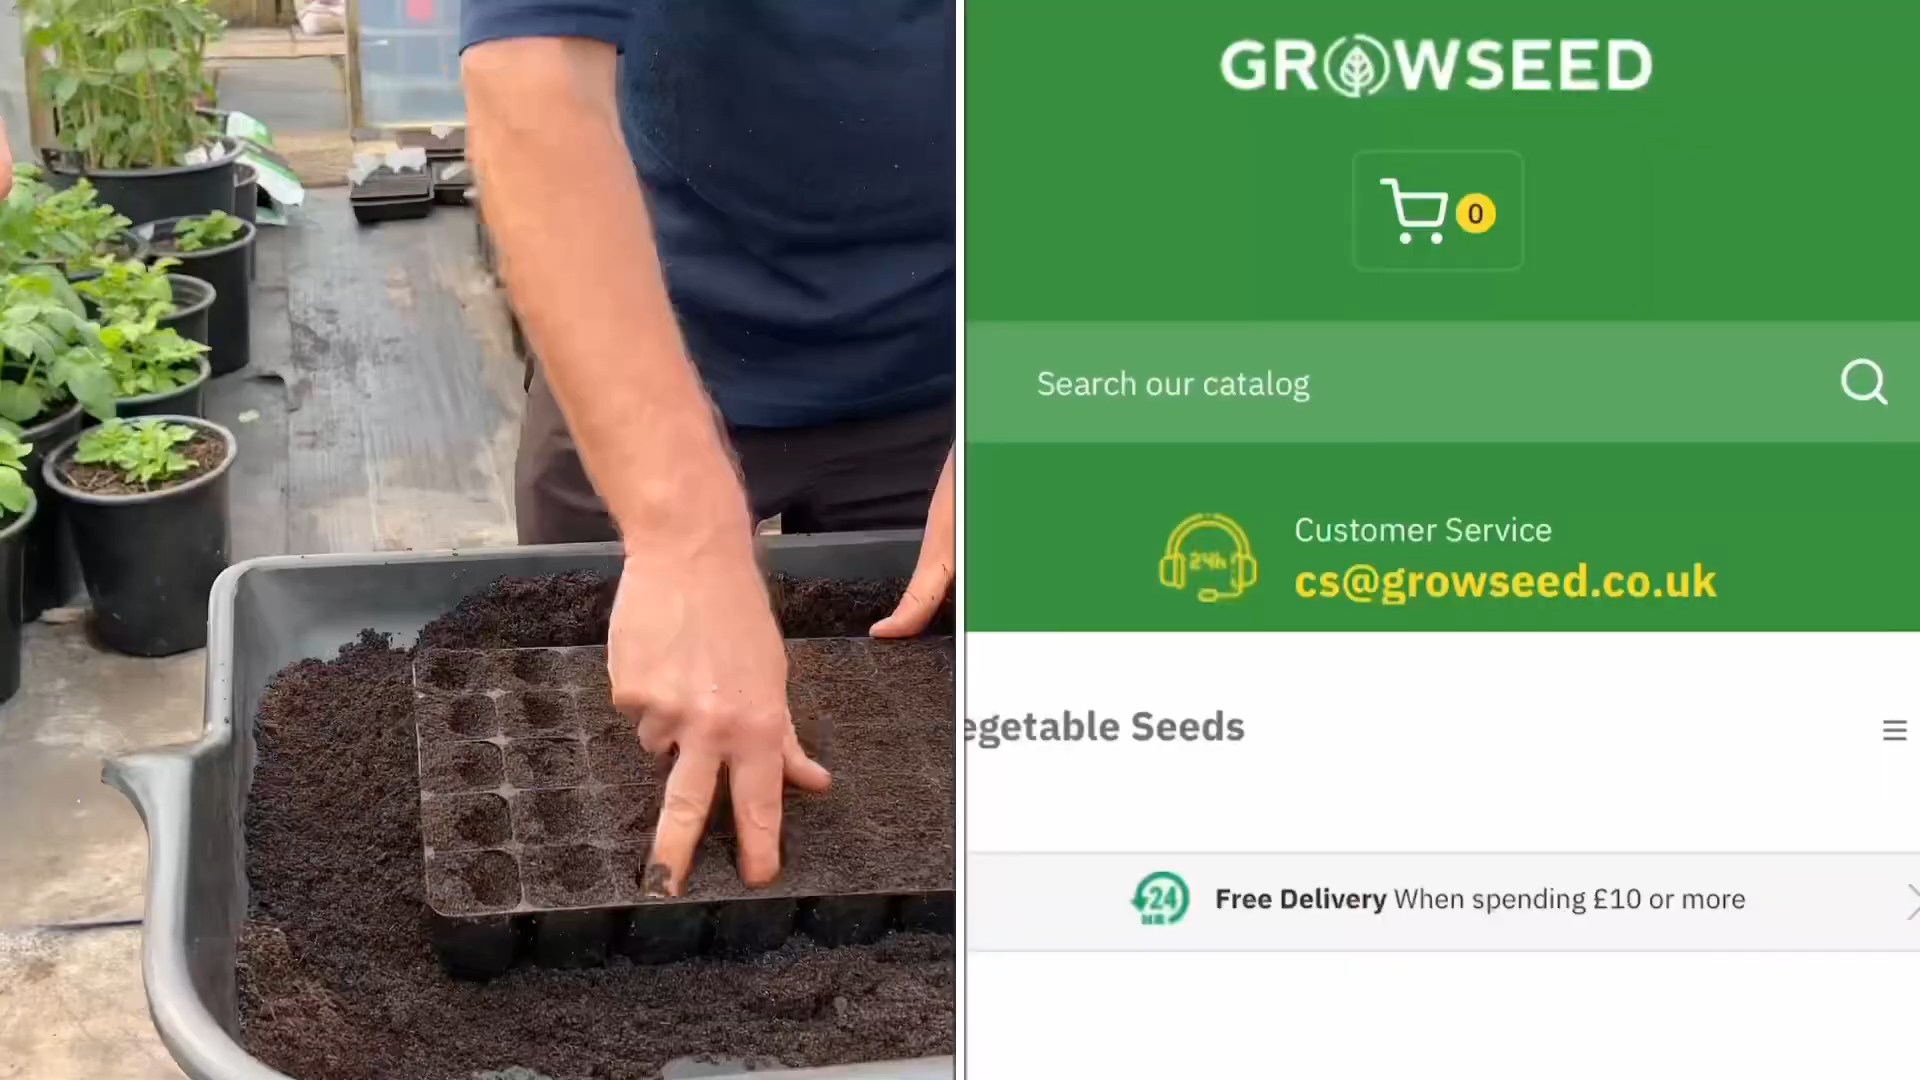 GROWSEED
0
Search our catalog
Customer Service
24h
cs@growseed.co.uk
egetable Seeds
24
Free Delivery When spending £10 or more